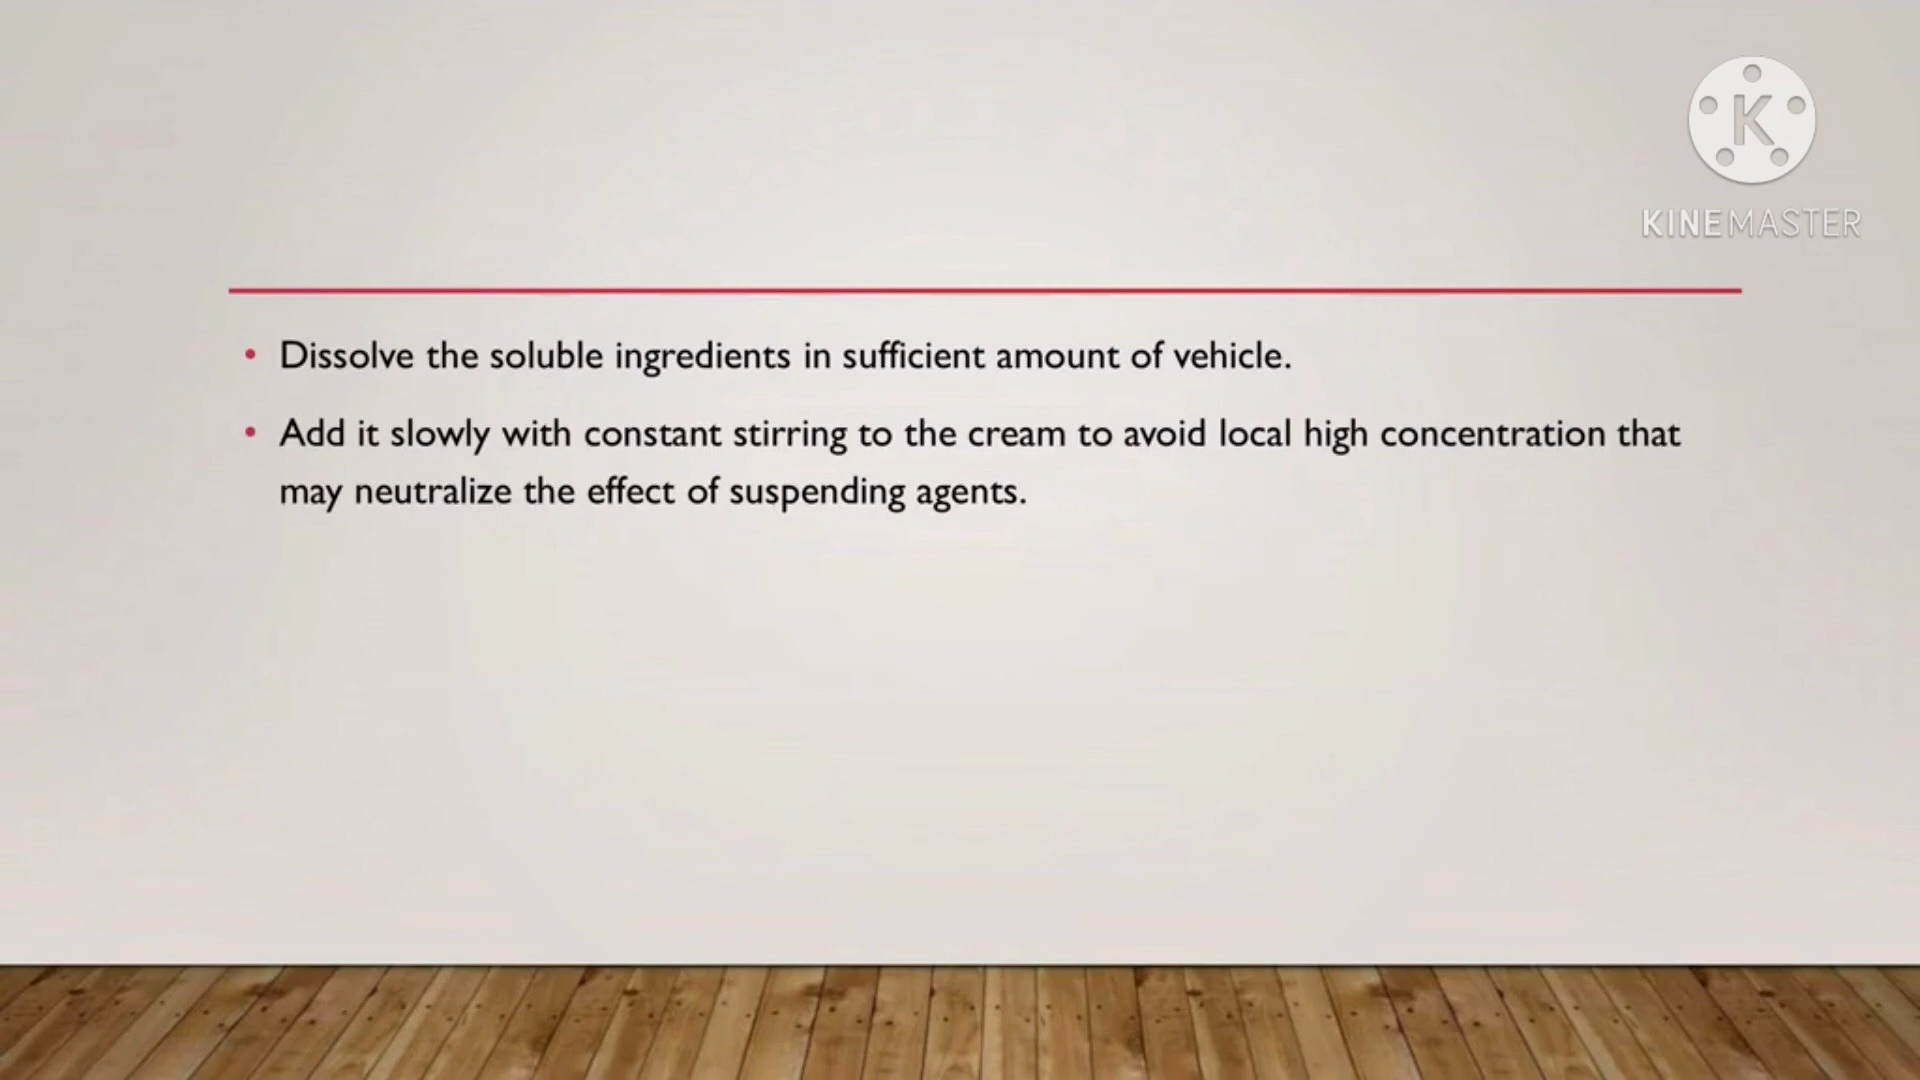 K
KINEMASTER
• Dissolve the soluble ingredients in sufficient amount of vehicle.
• Add it slowly with constant stirring to the cream to avoid local high concentration that
may neutralize the effect of suspending agents.